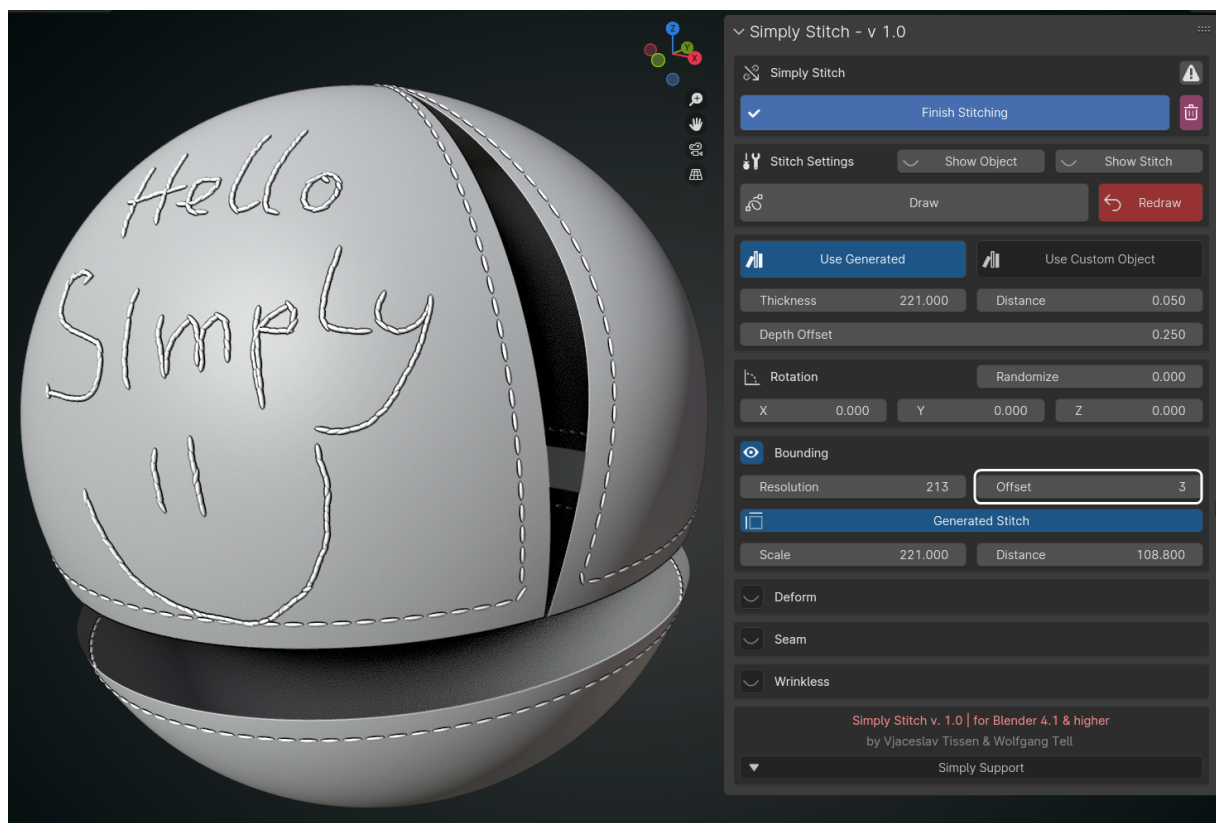 Hello
Simply
Simply Stitch - v 1.0
Simply Stitch
Finish Stitching
Stitch Settings Show Object Show Stitch
Draw Redraw
Use Generated Use Custom Object
Thickness 221.000 Distance 0.050
Depth Offset 0.250
Rotation Randomize 0.000
X 0.000 Y 0.000 Z 0.000
Bounding
Resolution 213 Offset 3
Generated Stitch
Scale 221.000 Distance 108.800
Deform
Seam
Wrinkless
Simply Stitch v. 1.0 | for Blender 4.1 & higher
by Vjaceslav Tissen & Wolfgang Tell
Simply Support
Z
Y
X